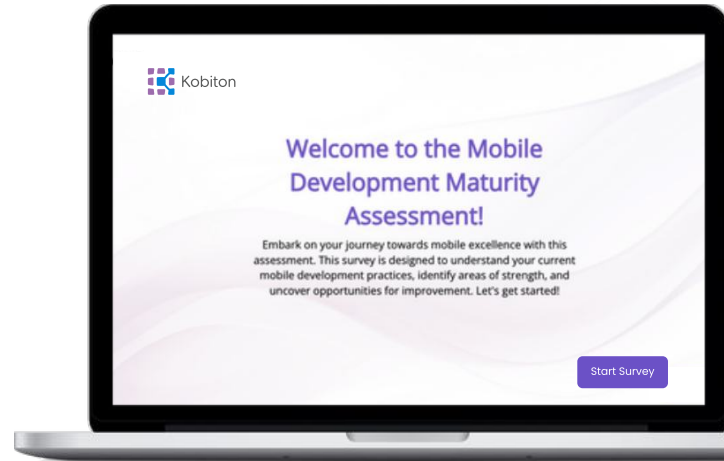 Kobiton
Welcome to the Mobile
Development Maturity
Assessment!
Embark on your journey towards mobile excellence with this
assessment. This survey is designed to understand your current
mobile development practices, identify areas of strength, and
uncover opportunities for improvement. Let's get started!
Start Survey